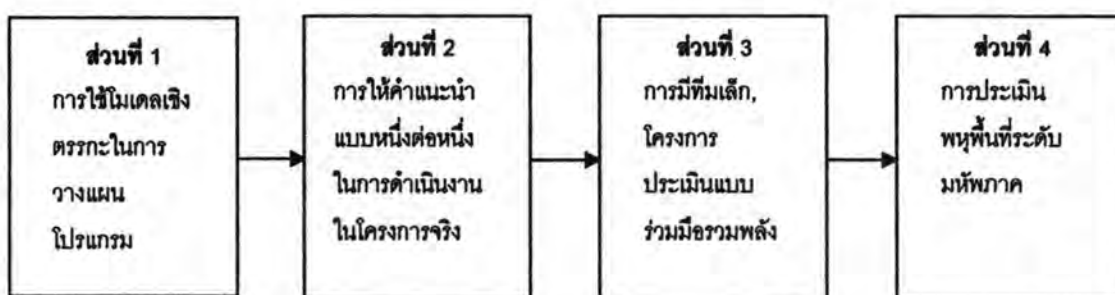 ส่วนที่ 1
การใช้โมเดลเชิง
ตรรกะในการ
วางแผน
โปรแกรม
ส่วนที่ 2
การให้คำแนะนำ
แบบหนึ่งต่อหนึ่ง
ในการดำเนินงาน
ในโครงการจริง
ส่วนที่ 3
การมีทีมเล็ก,
โครงการ
ประเมินแบบ
ร่วมมือรวมพลัง
ส่วนที่ 4
การประเมิน
พหุพื้นที่ระดับ
มหัพภาค